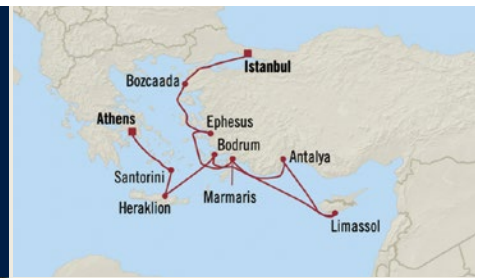 Istanbul
Bozcaada
Athens
Ephesus
Bodrum
Antalya
Santorini
Marmaris
Heraklion
Limassol